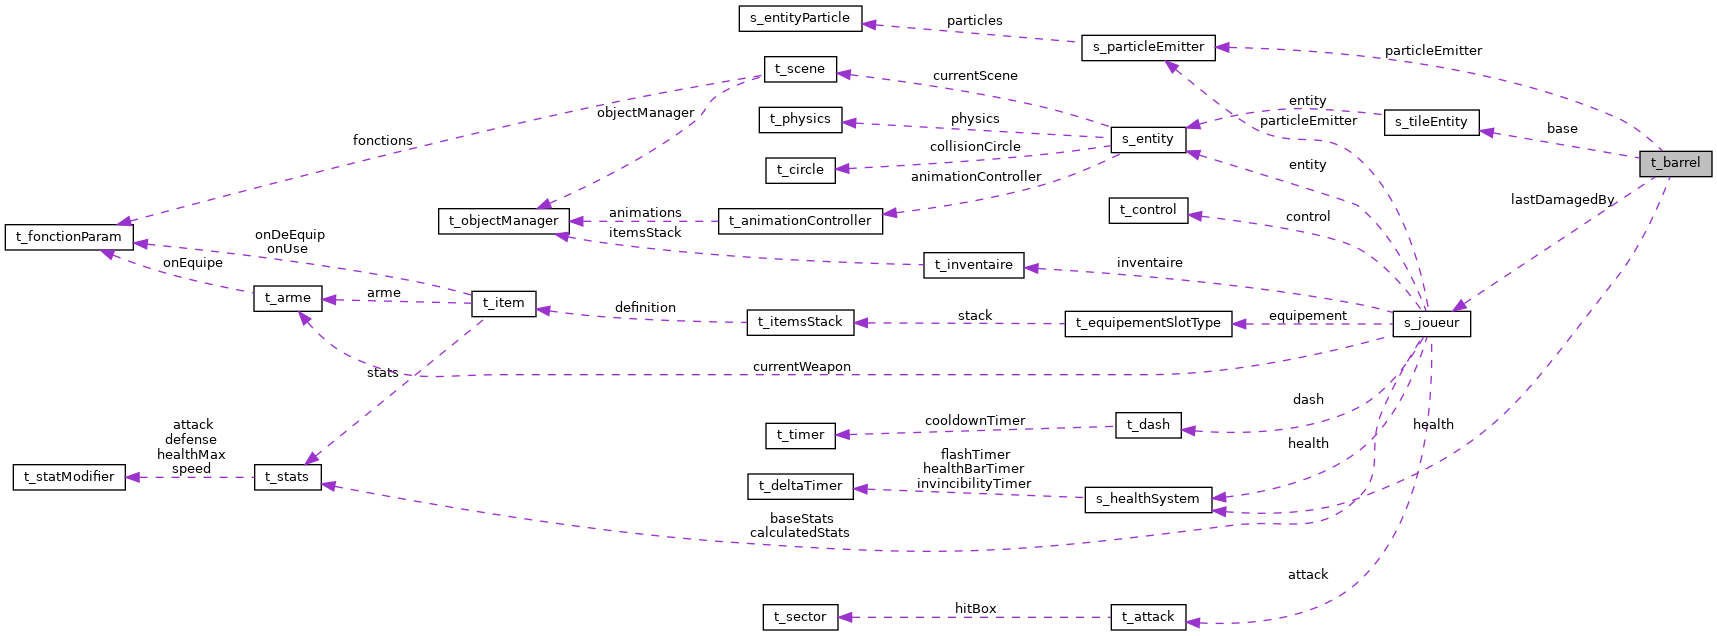 s_entityParticle
particles
s_particleEmitter
particleEmitter
t_scene
currentScene
objectManager
fonctions
t_physics
physics
entity
particleEmitter
s_tileEntity
base
s_entity
t_barrel
t_circle
collisionCircle
animationController
entity
lastDamagedBy
t_fonctionParam
onDeEquip
onUse
onEquipe
t_objectManager
animations
itemsStack
t_animationController
t_control
control
t_inventaire
inventaire
t_arme
arme
t_item
definition
t_itemsStack
stack
t_equipementSlotType
equipement
s_joueur
stats
currentWeapon
dash
t_timer
cooldownTimer
t_dash
health
health
attack
defense
healthMax
speed
t_statModifier
t_stats
t_deltaTimer
flashTimer
healthBarTimer
invincibilityTimer
s_healthSystem
baseStats
calculatedStats
attack
t_sector
hitBox
t_attack